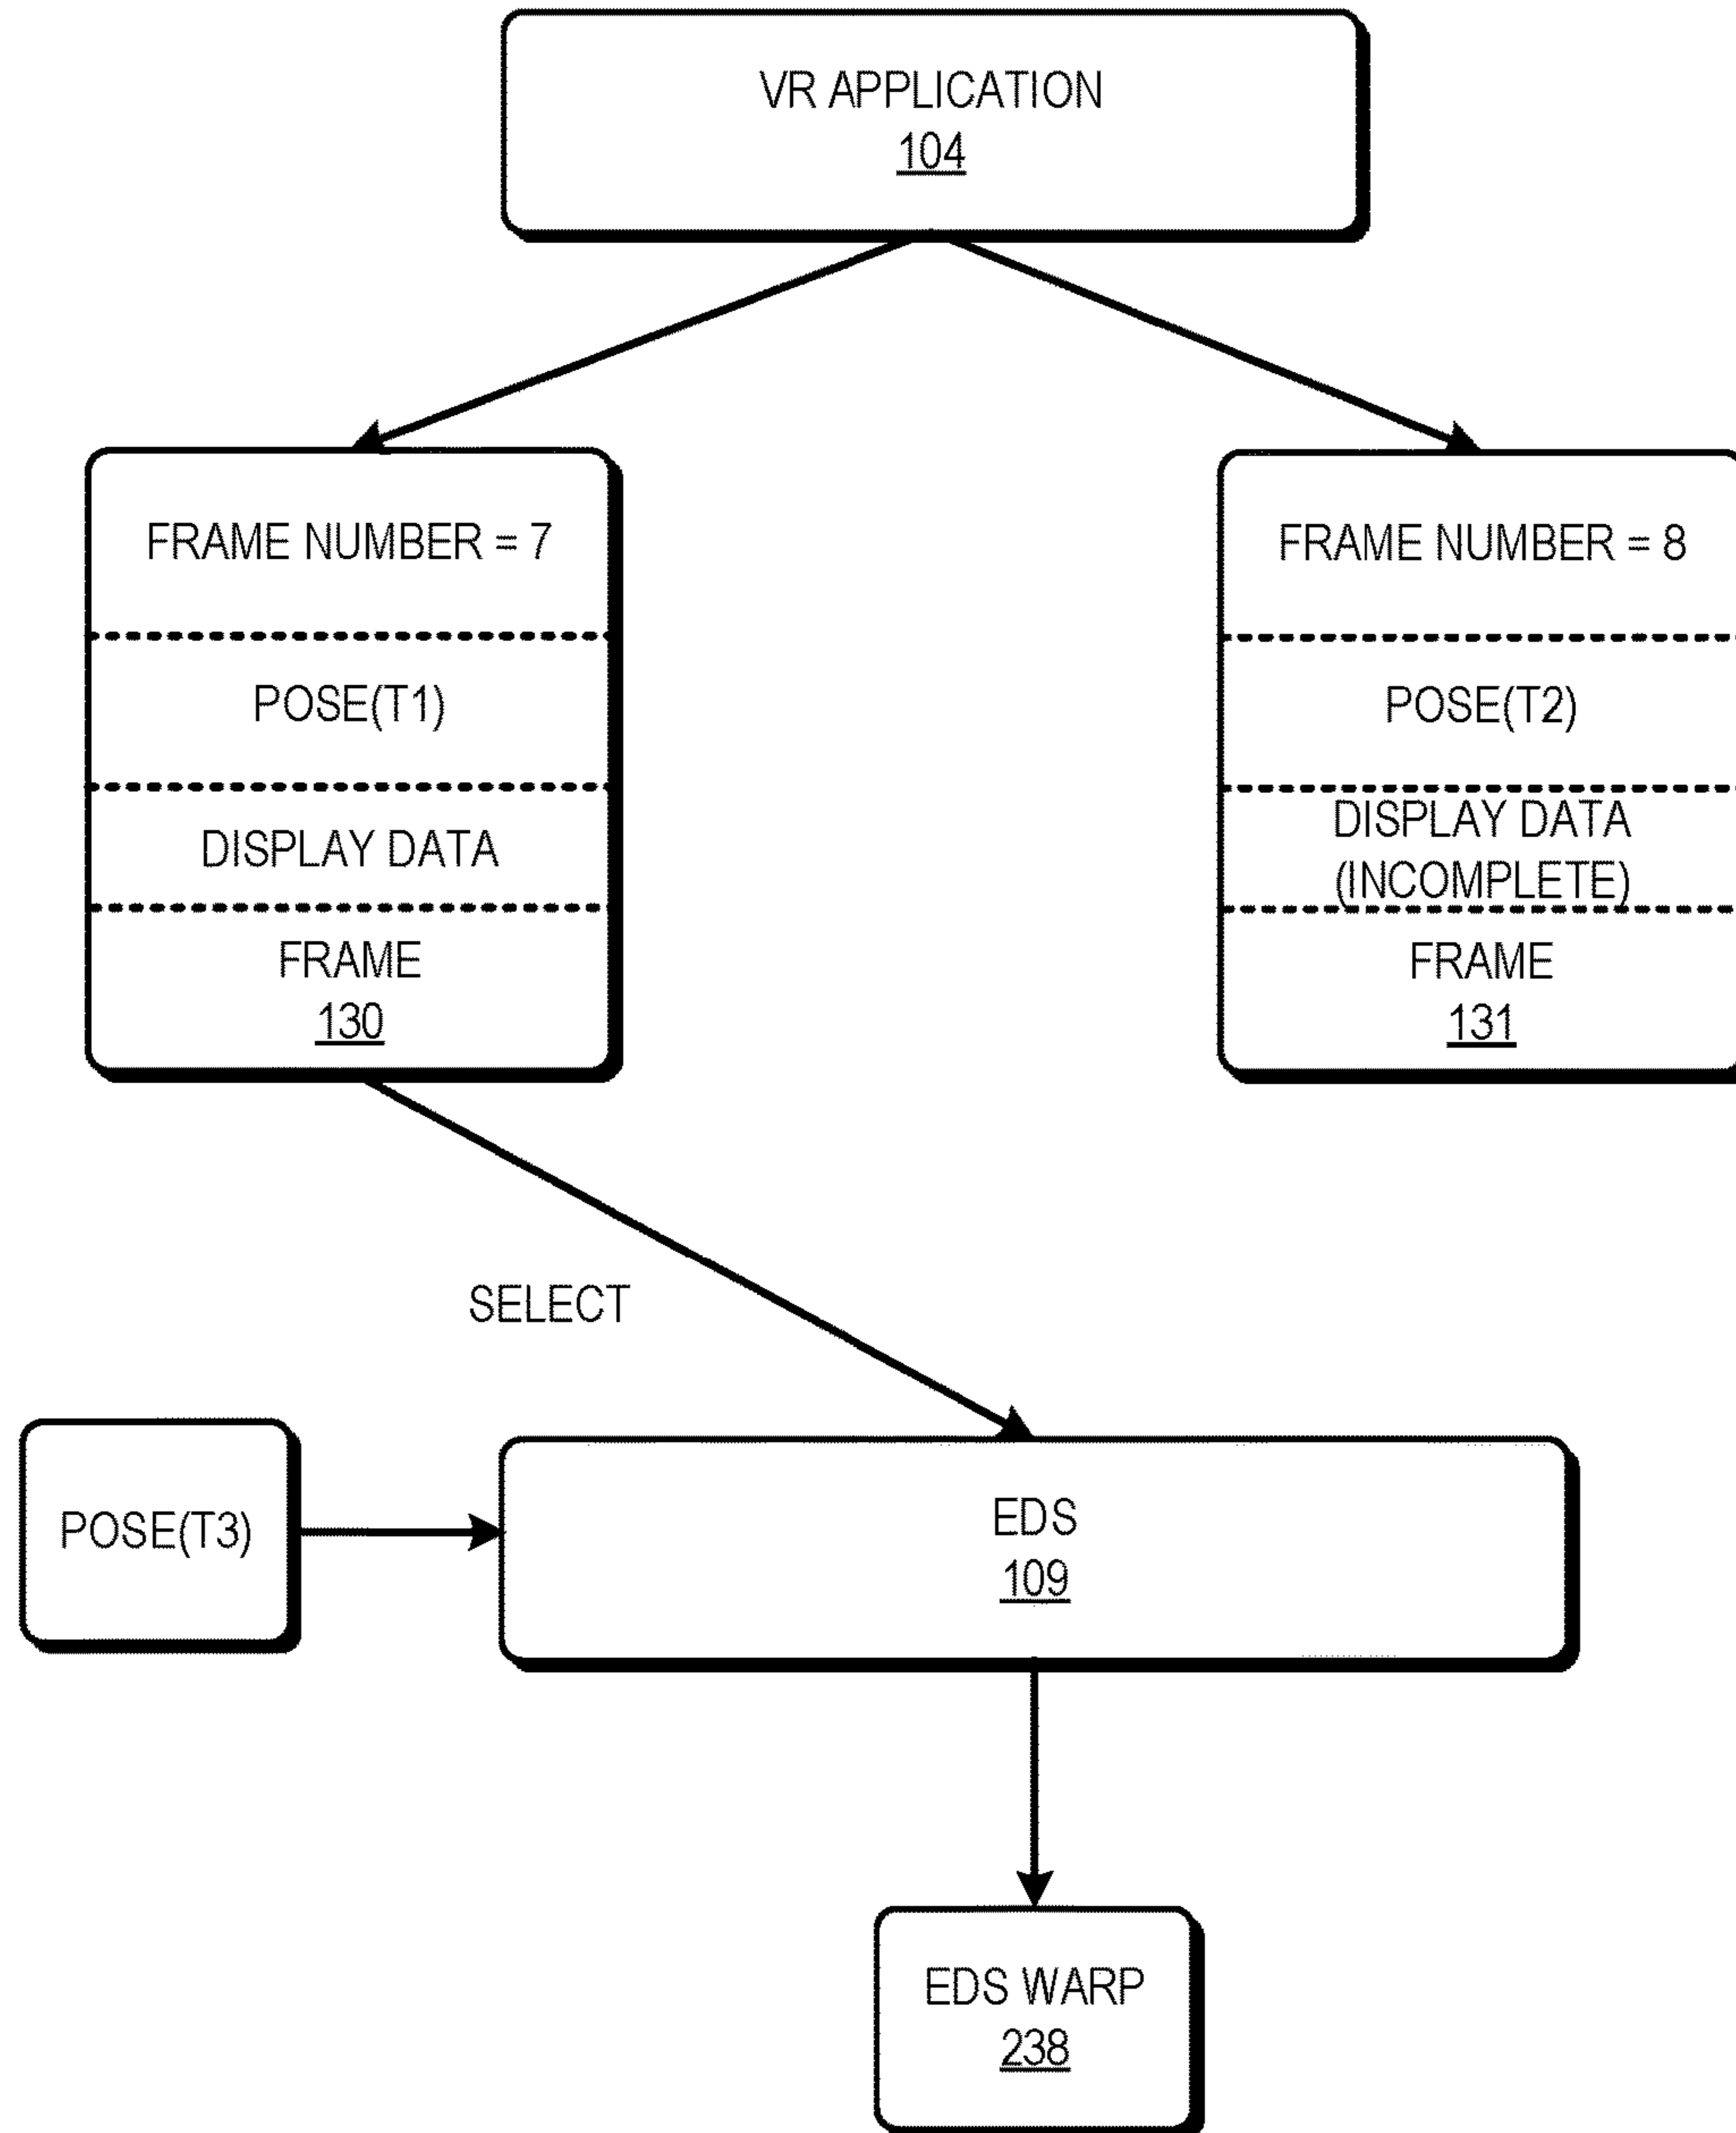 VR APPLICATION
104
FRAME NUMBER = 7
POSE(T1)
DISPLAY DATA
FRAME
130
FRAME NUMBER = 8
POSE(T2)
DISPLAY DATA
(INCOMPLETE)
FRAME
131
SELECT
POSE(T3)
EDS
109
EDS WARP
238